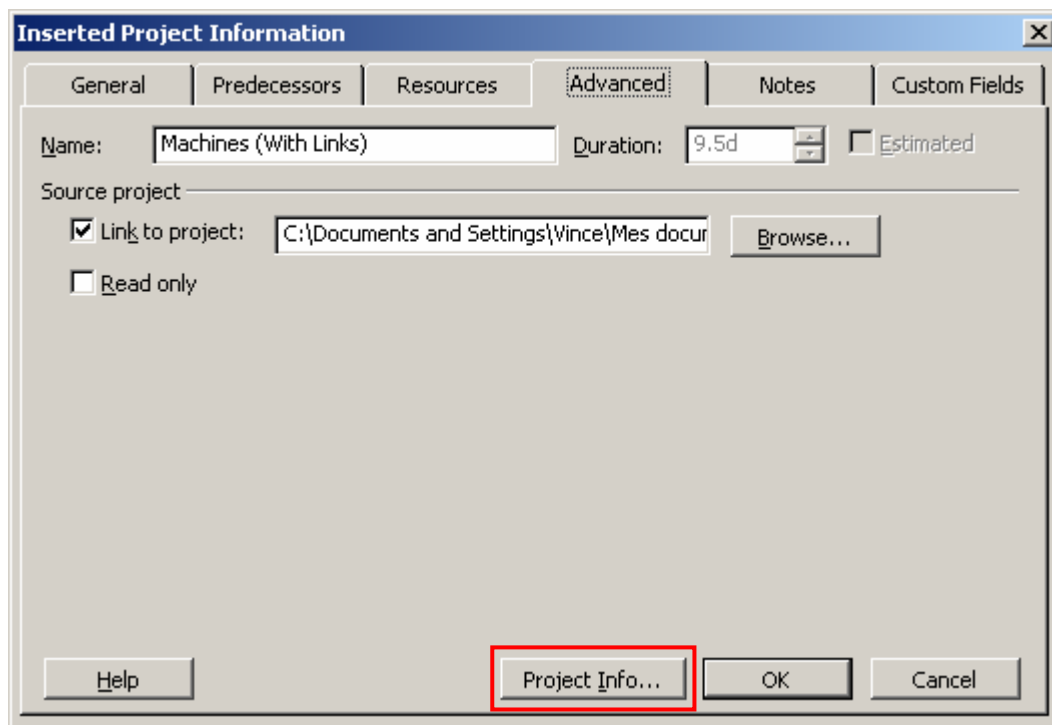 Inserted Project Information
General Predecessors Resources Advanced Notes Custom Fields
Name: Machines (With Links) Duration: 9.5d Estimated
Source project
Link to project: C:\Documents and Settings\Vince\Mes docur Browse...
Read only
Help Project Info... OK Cancel